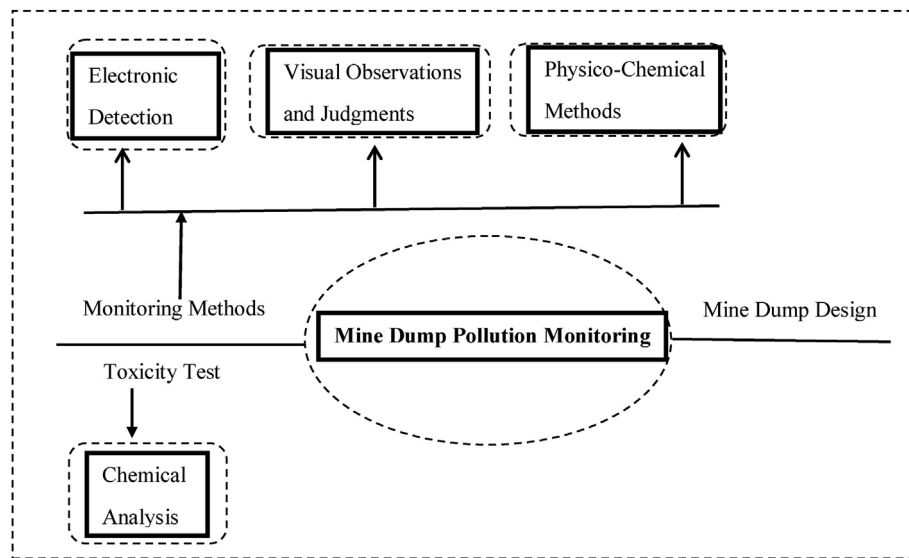 Electronic
Detection
Visual Observations
and Judgments
Physico-Chemical
Methods
Monitoring Methods
Mine Dump Pollution Monitoring
Mine Dump Design
Toxicity Test
Chemical
Analysis